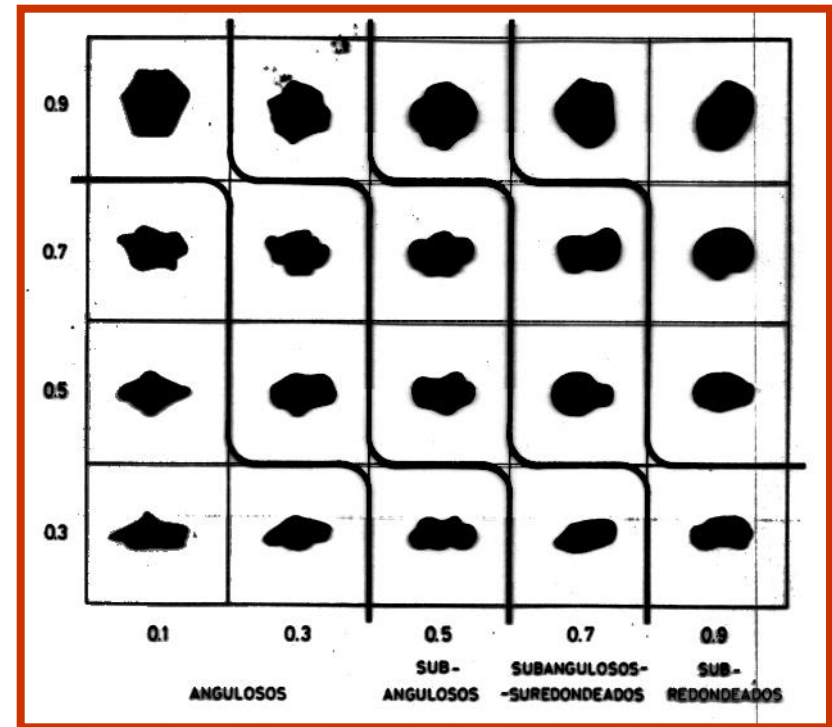 0.9
0.7
0.5
0.3
0.1 0.3 0.5 0.7 0.9
ANGULOSOS
SUB-
ANGULOSOS
SUBANGULOSOS-
-SUREDONDEADOS
SUB-
REDONDEADOS